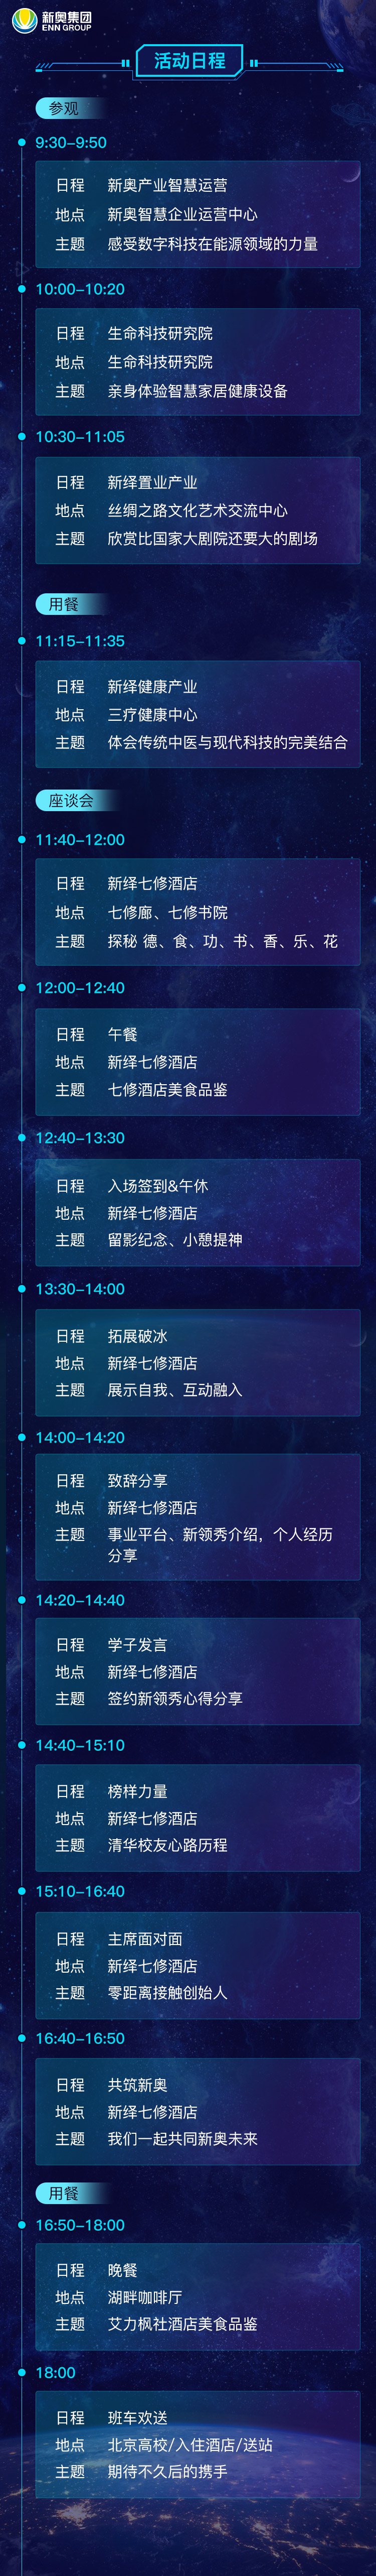 新奥集团
ENN GROUP
活动日程
参观
9:30-9:50
日程 新奥产业智慧运营
地点 新奥智慧企业运营中心
主题 感受数字科技在能源领域的力量
10:00-10:20
日程 生命科技研究院
地点 生命科技研究院
主题 亲身体验智慧家居健康设备
10:30-11:05
日程 新绎置业产业
地点 丝绸之路文化艺术交流中心
主题 欣赏比国家大剧院还要大的剧场
用餐
11:15-11:35
日程 新绎健康产业
地点 三疗健康中心
主题 体会传统中医与现代科技的完美结合
座谈会
11:40-12:00
日程 新绎七修酒店
地点 七修廊、七修书院
主题 探秘 德、食、功、书、香、乐、花
12:00-12:40
日程 午餐
地点 新绎七修酒店
主题 七修酒店美食品鉴
12:40-13:30
日程 入场签到&午休
地点 新绎七修酒店
主题 留影纪念、小憩提神
13:30-14:00
日程 拓展破冰
地点 新绎七修酒店
主题 展示自我、互动融入
14:00-14:20
日程 致辞分享
地点 新绎七修酒店
主题 事业平台、新领秀介绍，个人经历
分享
14:20-14:40
日程 学子发言
地点 新绎七修酒店
主题 签约新领秀心得分享
14:40-15:10
日程 榜样力量
地点 新绎七修酒店
主题 清华校友心路历程
15:10-16:40
日程 主席面对面
地点 新绎七修酒店
主题 零距离接触创始人
16:40-16:50
日程 共筑新奥
地点 新绎七修酒店
主题 我们一起共同新奥未来
用餐
16:50-18:00
日程 晚餐
地点 湖畔咖啡厅
主题 艾力枫社酒店美食品鉴
18:00
日程 班车欢送
地点 北京高校/入住酒店/送站
主题 期待不久后的携手